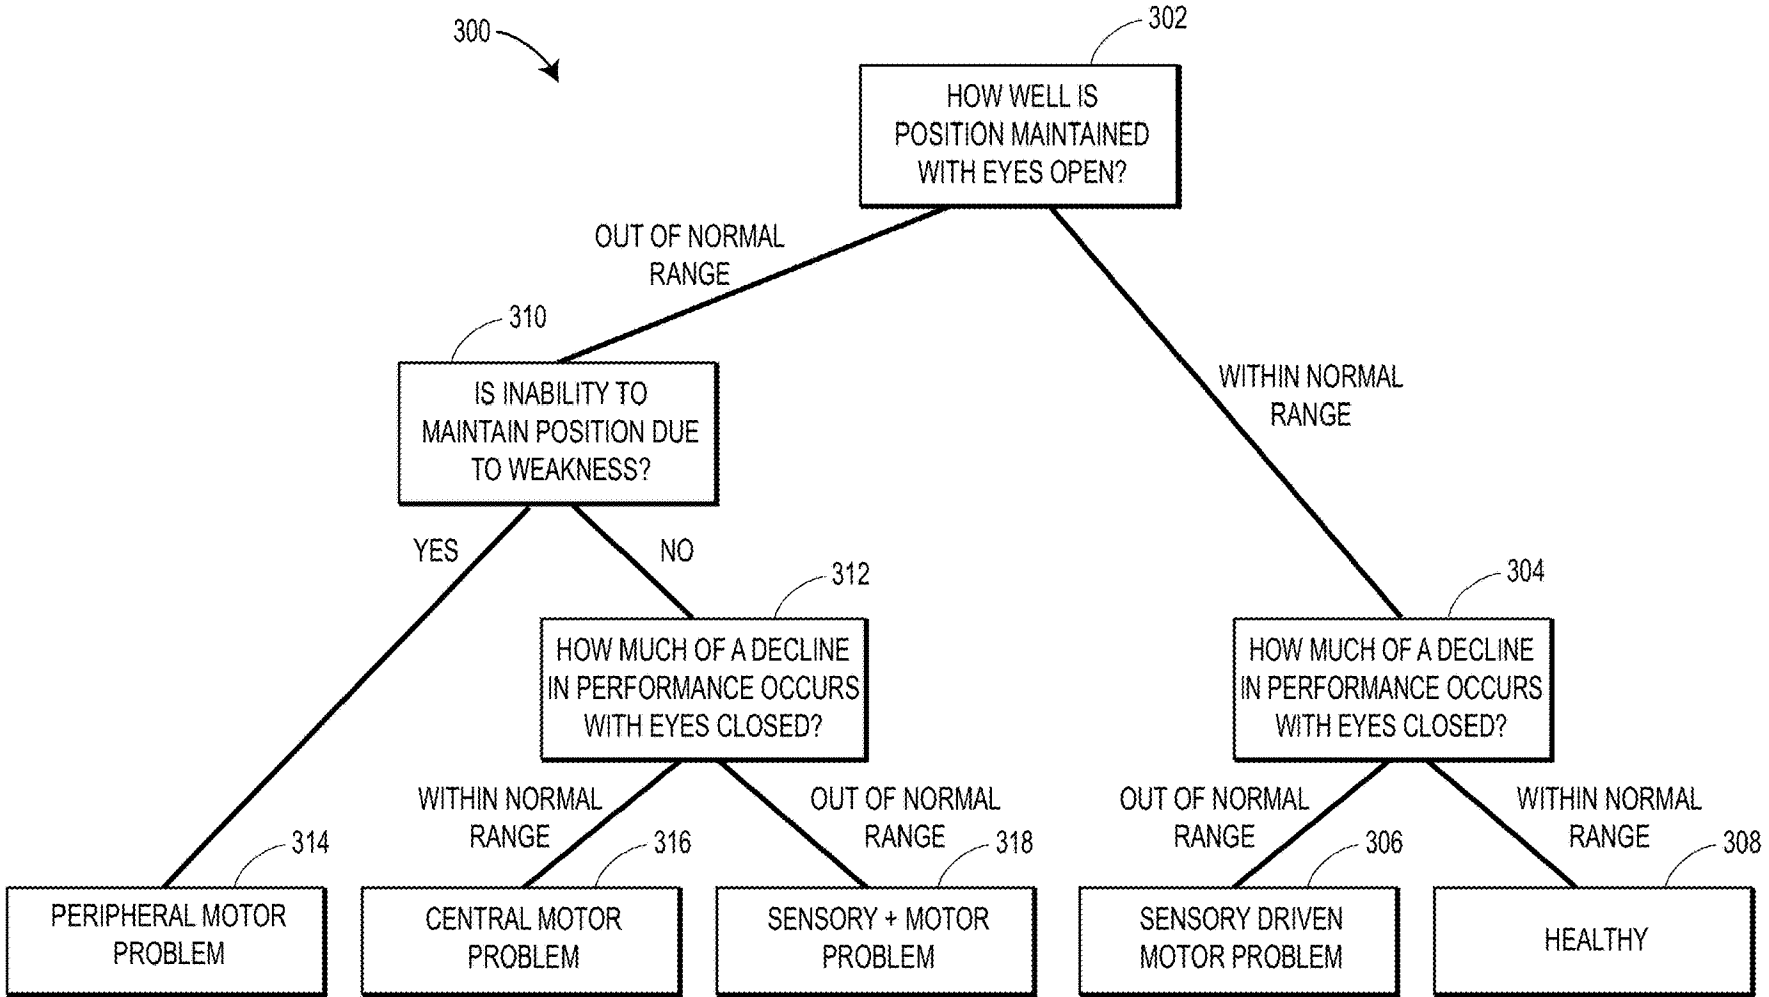 300
302
HOW WELL IS
POSITION MAINTAINED
WITH EYES OPEN?
OUT OF NORMAL
RANGE
WITHIN NORMAL
RANGE
310
IS INABILITY TO
MAINTAIN POSITION DUE
TO WEAKNESS?
YES
NO
312
HOW MUCH OF A DECLINE
IN PERFORMANCE OCCURS
WITH EYES CLOSED?
304
HOW MUCH OF A DECLINE
IN PERFORMANCE OCCURS
WITH EYES CLOSED?
WITHIN NORMAL
RANGE
OUT OF NORMAL
RANGE
OUT OF NORMAL
RANGE
WITHIN NORMAL
RANGE
314
PERIPHERAL MOTOR
PROBLEM
316
CENTRAL MOTOR
PROBLEM
318
SENSORY + MOTOR
PROBLEM
306
SENSORY DRIVEN
MOTOR PROBLEM
308
HEALTHY